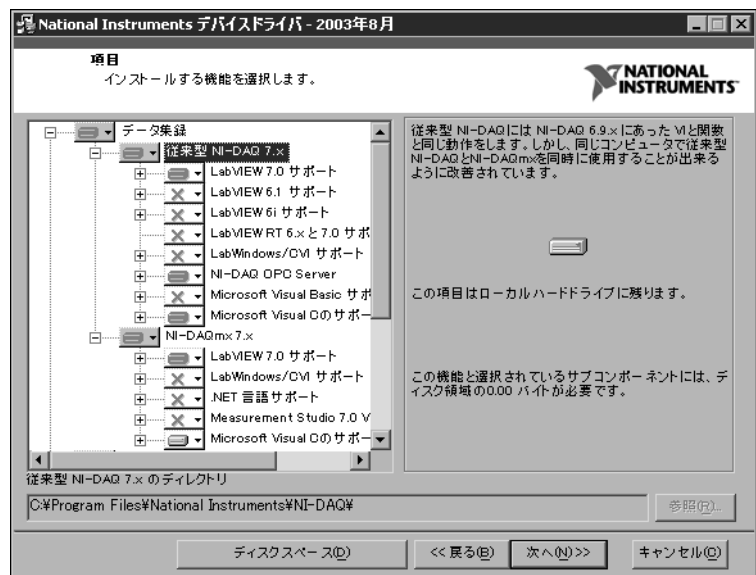 National Instruments デバイスドライバ - 2003年8月
項目
インストールする機能を選択します。
NATIONAL
INSTRUMENTS
データ集録
従来型 NI-DAQ 7.x
LabVIEW 7.0 サポート
LabVIEW 6.1 サポート
LabVIEW 6i サポート
LabVIEW RT 6.x と 7.0 サポ
LabWindows/CVI サポート
NI-DAQ OPC Server
Microsoft Visual Basic サポ
Microsoft Visual Cのサポー
NI-DAQmx 7.x
LabVIEW 7.0 サポート
LabWindows/CVI サポート
.NET 言語サポート
Measurement Studio 7.0 V
Microsoft Visual Cのサポー
従来型 NI-DAQには NI-DAQ 6.9.x にあった VIと関数
と同じ動作をします。しかし、同じコンピュータで従来型
NI-DAQとNI-DAQmxを同時に使用することが出来る
ように改善されています。
この項目はローカルハードドライブに残ります。
この機能と選択されているサブコンポーネントには、デ
ィスク領域の0.00 バイトが必要です。
従来型 NI-DAQ 7.x のディレクトリ
C:¥Program Files¥National Instruments¥NI-DAQ¥
参照(R)...
ディスクスペース(D)
<< 戻る(B)
次へ(N)>>
キャンセル(C)